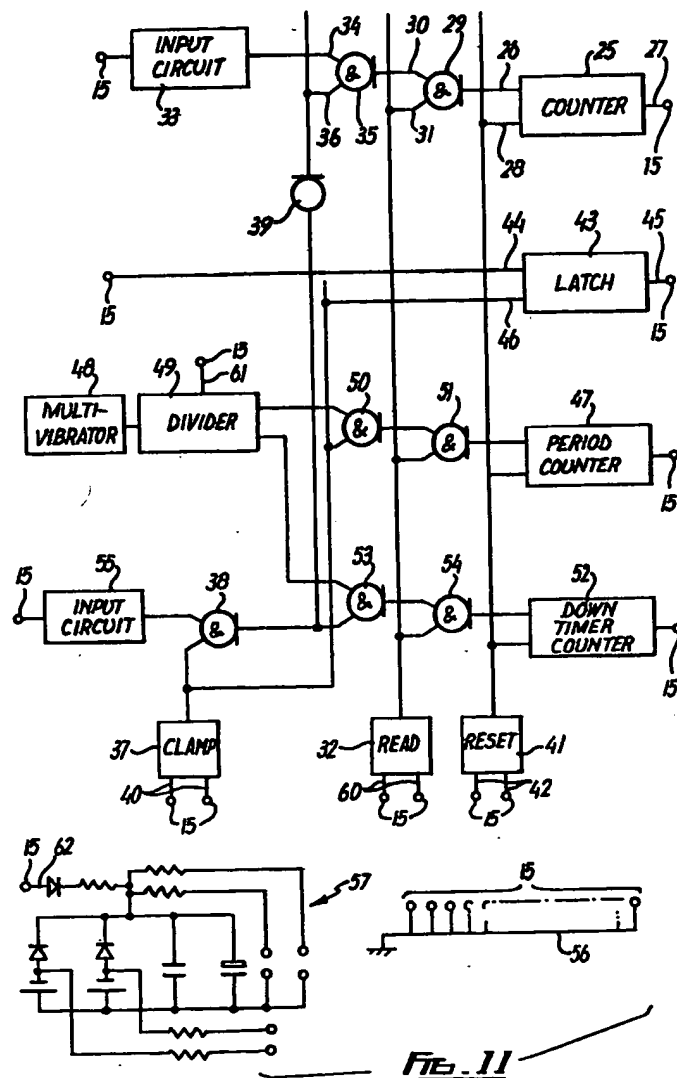 34 30 29 26 25 27
INPUT CIRCUIT & & COUNTER
15 33 36 35 31 28 15
39
44 43 45
LATCH
15 46 15
48 49 15 61 50 51 47
MULTI-VIBRATOR DIVIDER & & PERIOD COUNTER
15
15 55 38 53 54 52
INPUT CIRCUIT & & & DOWN TIMER COUNTER
15
37 CLAMP 32 READ RESET 41
40 60 42
15 15 15
15 62 57 15
56
FIG. 11